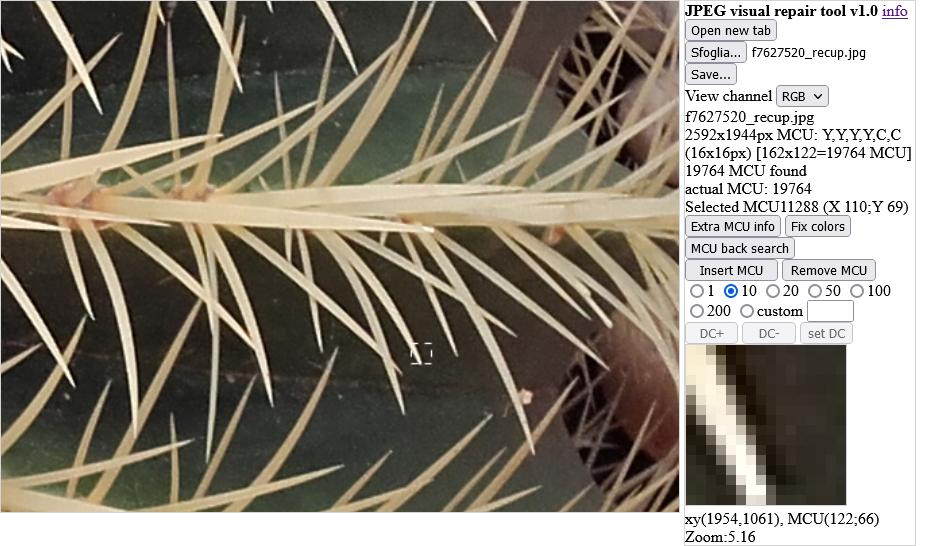 JPEG visual repair tool v1.0 info
Open new tab
Sfoglia... f7627520_recup.jpg
Save...
View channel RGB
f7627520_recup.jpg
2592x1944px MCU: Y,Y,Y,Y,C,C
(16x16px) [162x122=19764 MCU]
19764 MCU found
actual MCU: 19764
Selected MCU11288 (X 110;Y 69)
Extra MCU info Fix colors
MCU back search
Insert MCU Remove MCU
1 10 20 50 100
200 custom
DC+ DC- set DC
xy(1954,1061), MCU(122;66)
Zoom:5.16